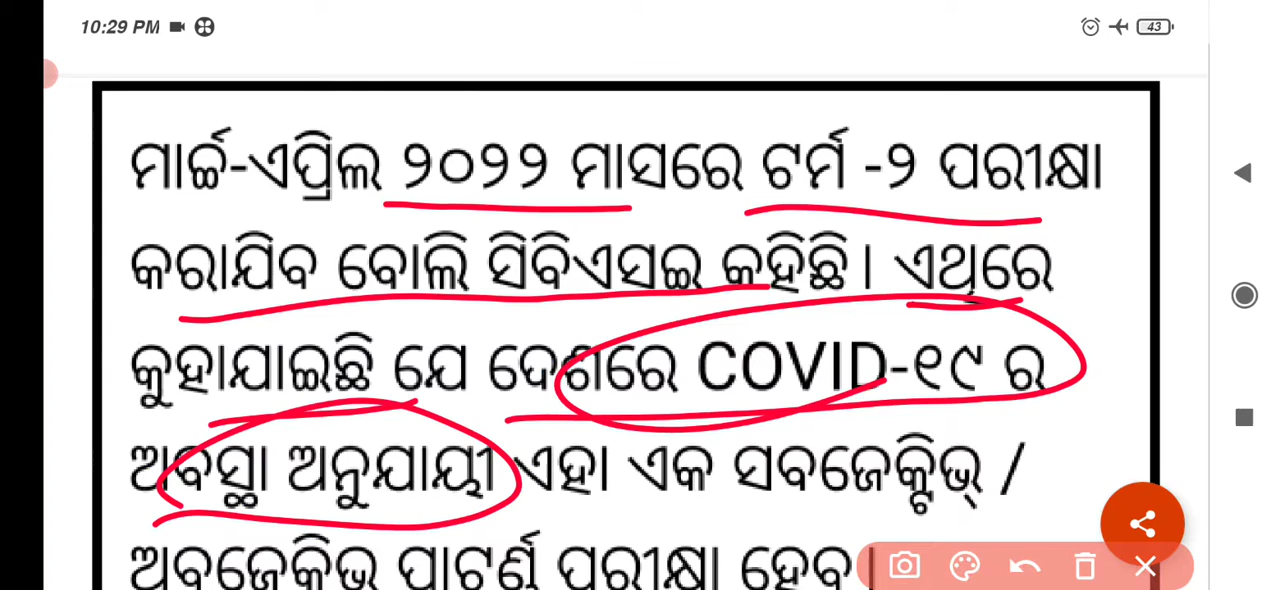 10:29 PM
43
ମାର୍ଚ୍ଚ-ଏପ୍ରିଲ ୨୦୨୨ ମାସରେ ଟର୍ମ -୨ ପରୀକ୍ଷା
କରାଯିବ ବୋଲି ସିବିଏସଇ କହିଛି । ଏଥିରେ
କୁହାଯାଇଛି ଯେ ଦେଶରେ COVID-୧୯ ର
ଅବସ୍ଥା ଅନୁଯାୟୀ ଏହା ଏକ ସବଜେକ୍ଟିଭ୍ /
ଅବଜେକ୍ଟିଭ୍ ପାଟର୍ଣ୍ଣ ପରୀକ୍ଷା ହେବ ।